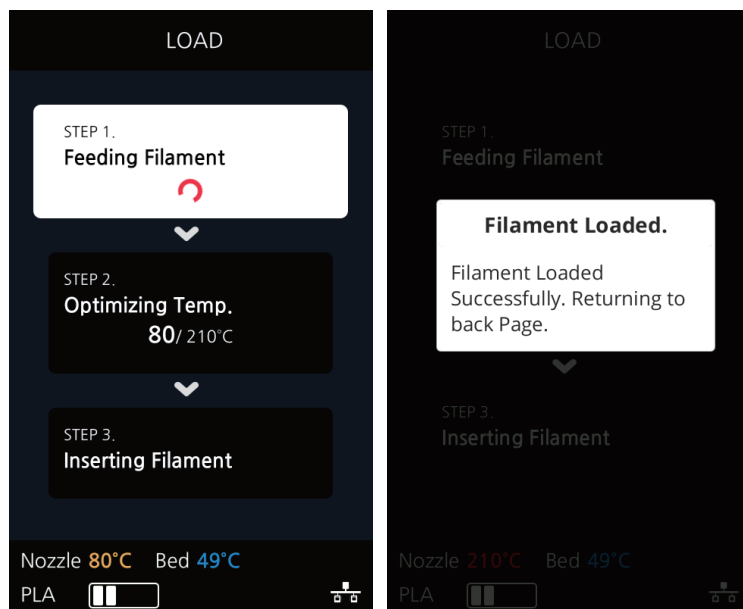 LOAD
STEP 1.
Feeding Filament
STEP 2.
Optimizing Temp.
80/ 210°C
STEP 3.
Inserting Filament
Nozzle 80°C Bed 49°C
PLA
LOAD
STEP 1.
Feeding Filament
Filament Loaded.
Filament Loaded
Successfully. Returning to
back Page.
STEP 3.
Inserting Filament
Nozzle 210°C Bed 49°C
PLA